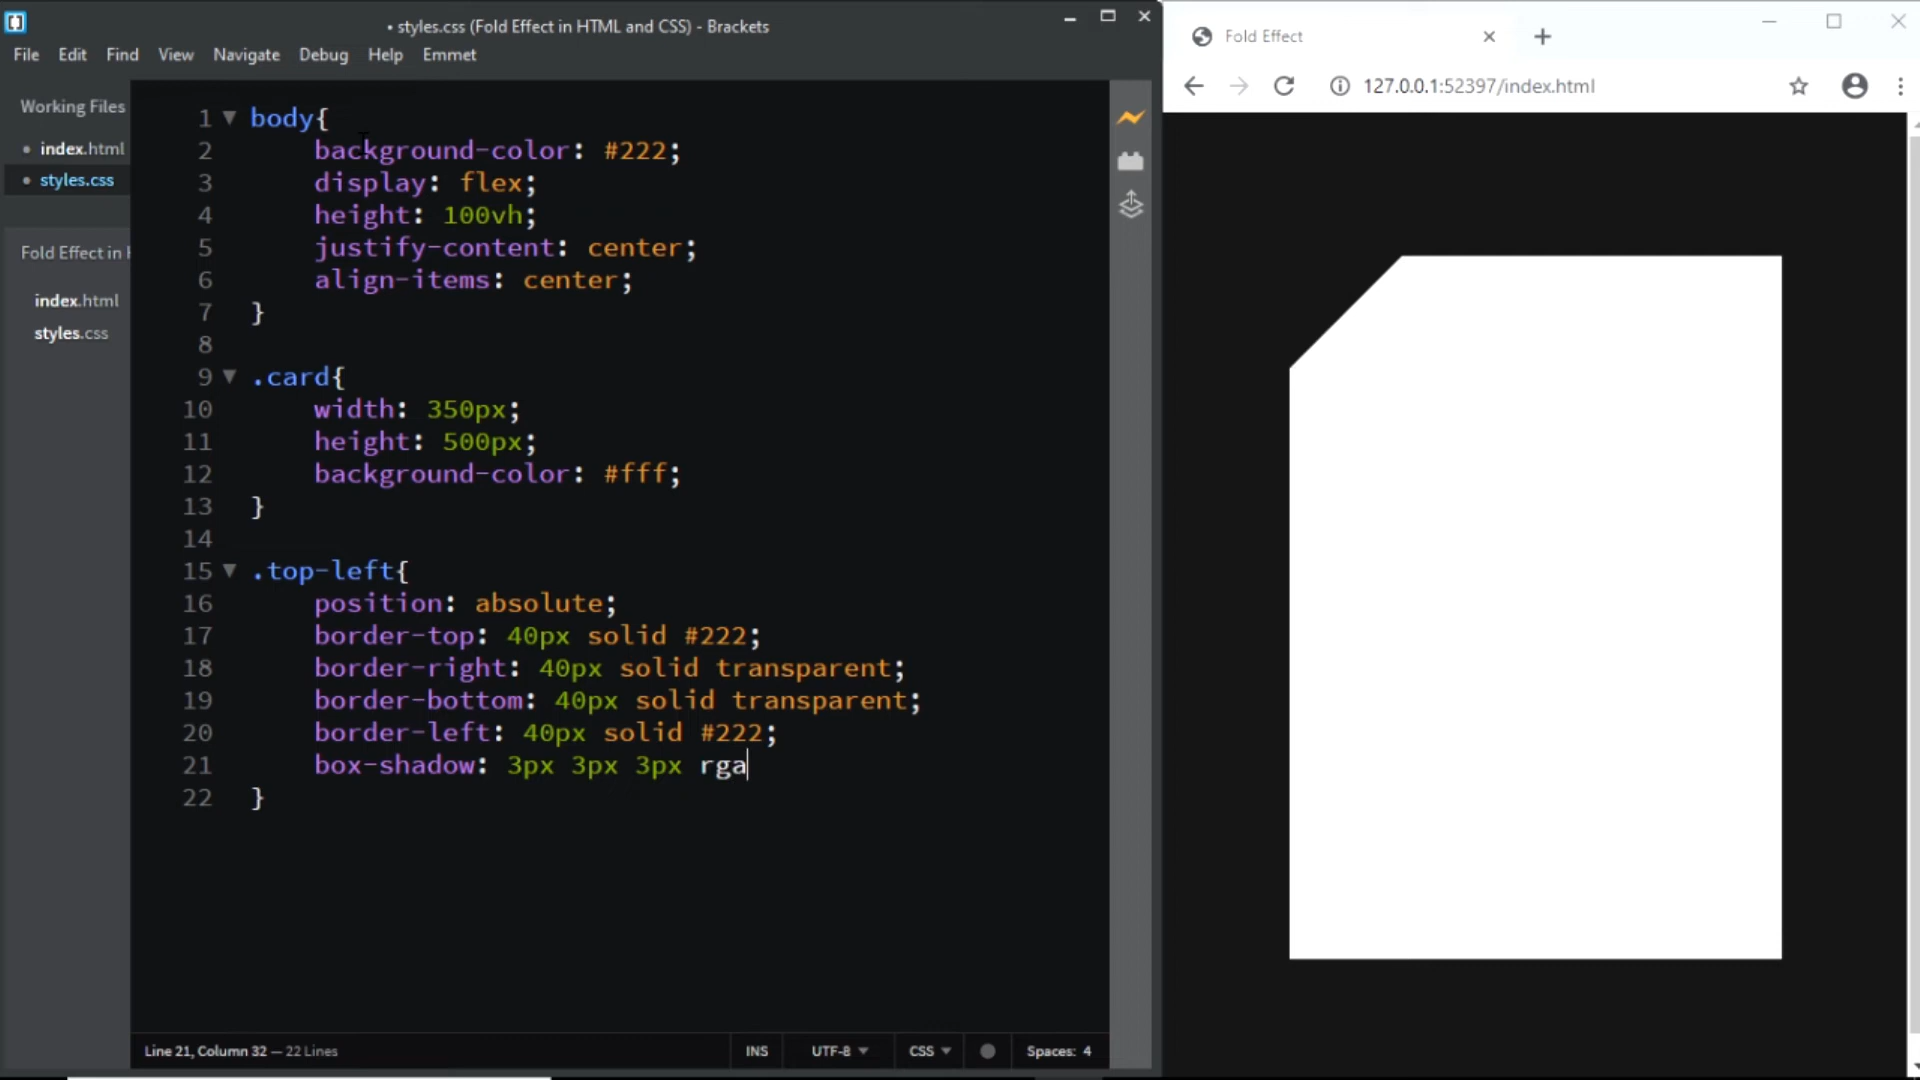 • styles.css (Fold Effect in HTML and CSS) - Brackets
File Edit Find View Navigate Debug Help Emmet
Working Files
• index.html
• styles.css
Fold Effect in H
index.html
styles.css
1 body{
2 background-color: #222;
3 display: flex;
4 height: 100vh;
5 justify-content: center;
6 align-items: center;
7 }
8
9 .card{
10 width: 350px;
11 height: 500px;
12 background-color: #fff;
13 }
14
15 .top-left{
16 position: absolute;
17 border-top: 40px solid #222;
18 border-right: 40px solid transparent;
19 border-bottom: 40px solid transparent;
20 border-left: 40px solid #222;
21 box-shadow: 3px 3px 3px rga
22 }
Line 21, Column 32 — 22 Lines
INS UTF-8 CSS Spaces: 4
Fold Effect
127.0.0.1:52397/index.html